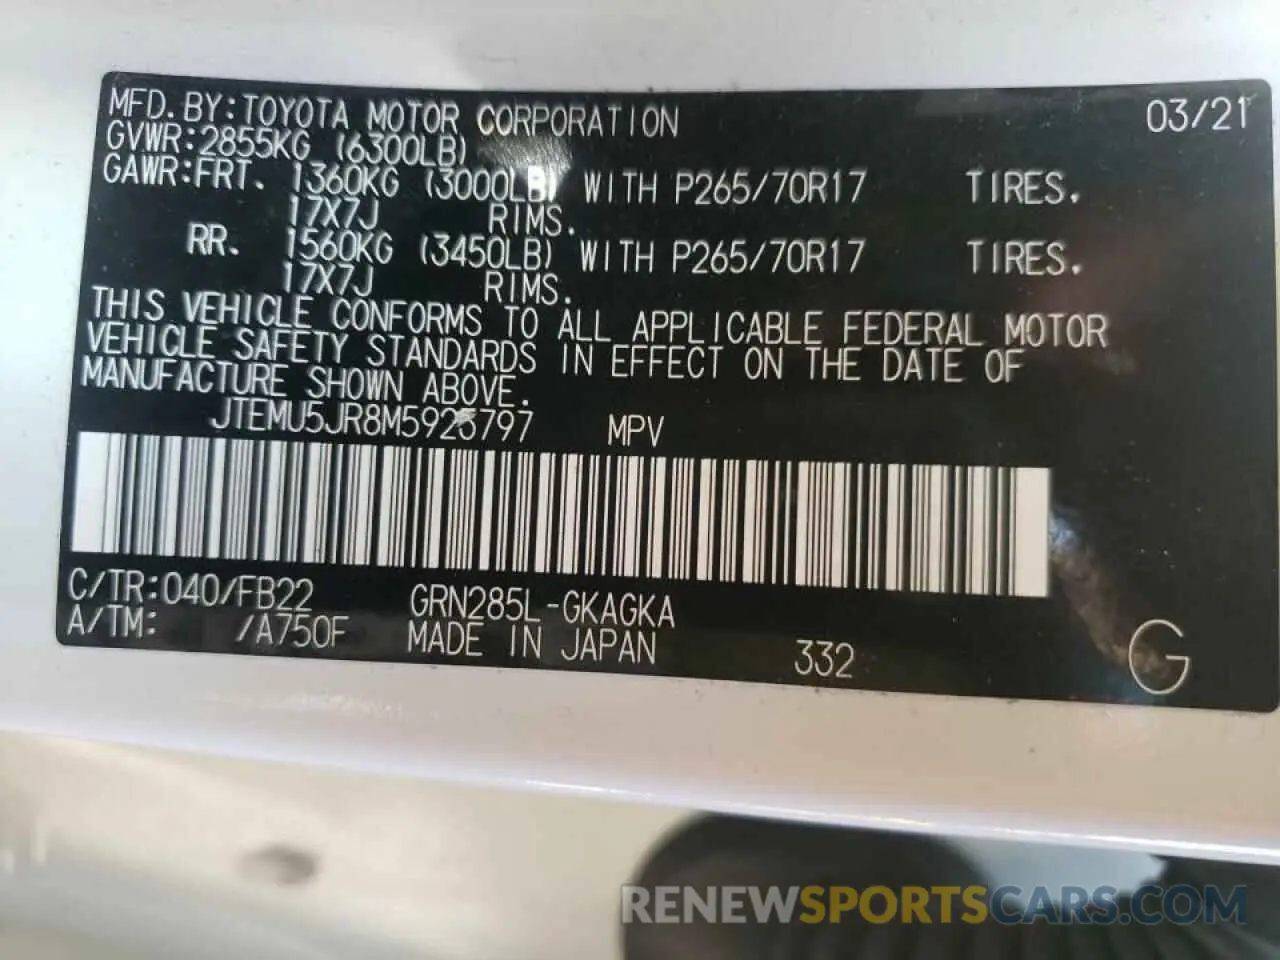 MFD.BY:TOYOTA MOTOR CORPORATION 03/21
GVWR:2855KG (6300LB)
GAWR:FRT. 1360KG (3000LB) WITH P265/70R17 TIRES.
17X7J RIMS.
RR. 1560KG (3450LB) WITH P265/70R17 TIRES.
17X7J RIMS.
THIS VEHICLE CONFORMS TO ALL APPLICABLE FEDERAL MOTOR
VEHICLE SAFETY STANDARDS IN EFFECT ON THE DATE OF
MANUFACTURE SHOWN ABOVE.
MPV
C/TR:040/FB22 GRN285L-GKAGKA
A/TM: /A750F MADE IN JAPAN 332 G
RENEWSPORTSCARS.COM